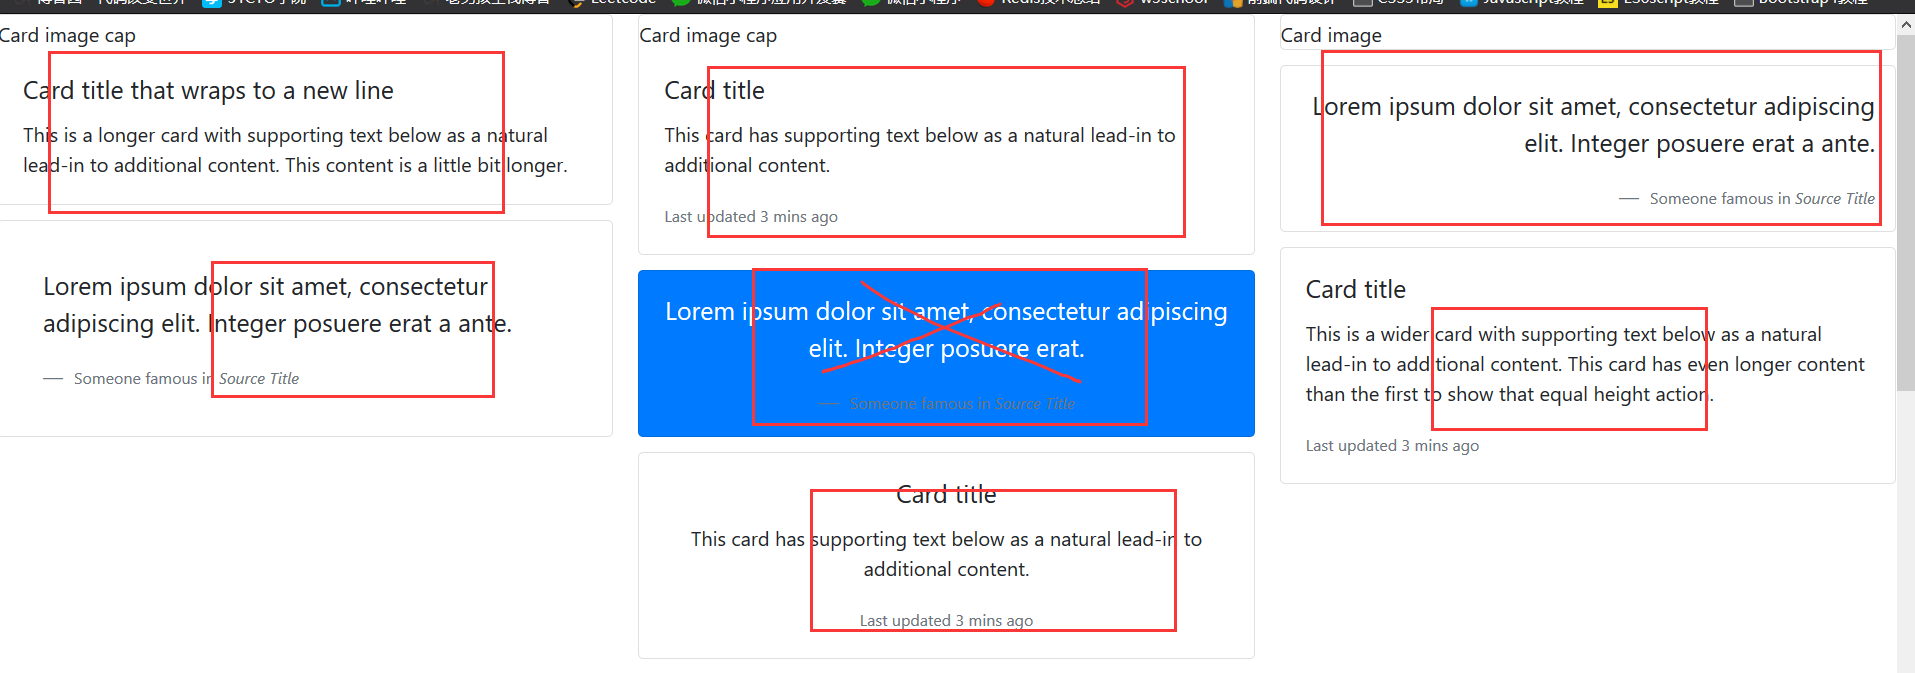 Card image cap
Card title that wraps to a new line
This is a longer card with supporting text below as a natural
lead-in to additional content. This content is a little bit longer.
Lorem ipsum dolor sit amet, consectetur
adipiscing elit. Integer posuere erat a ante.
— Someone famous in Source Title
Card image cap
Card title
This card has supporting text below as a natural lead-in to
additional content.
Last updated 3 mins ago
Lorem ipsum dolor sit amet, consectetur adipiscing
elit. Integer posuere erat.
— Someone famous in Source Title
Card title
This card has supporting text below as a natural lead-in to
additional content.
Last updated 3 mins ago
Card image
Lorem ipsum dolor sit amet, consectetur adipiscing
elit. Integer posuere erat a ante.
— Someone famous in Source Title
Card title
This is a wider card with supporting text below as a natural
lead-in to additional content. This card has even longer content
than the first to show that equal height action.
Last updated 3 mins ago